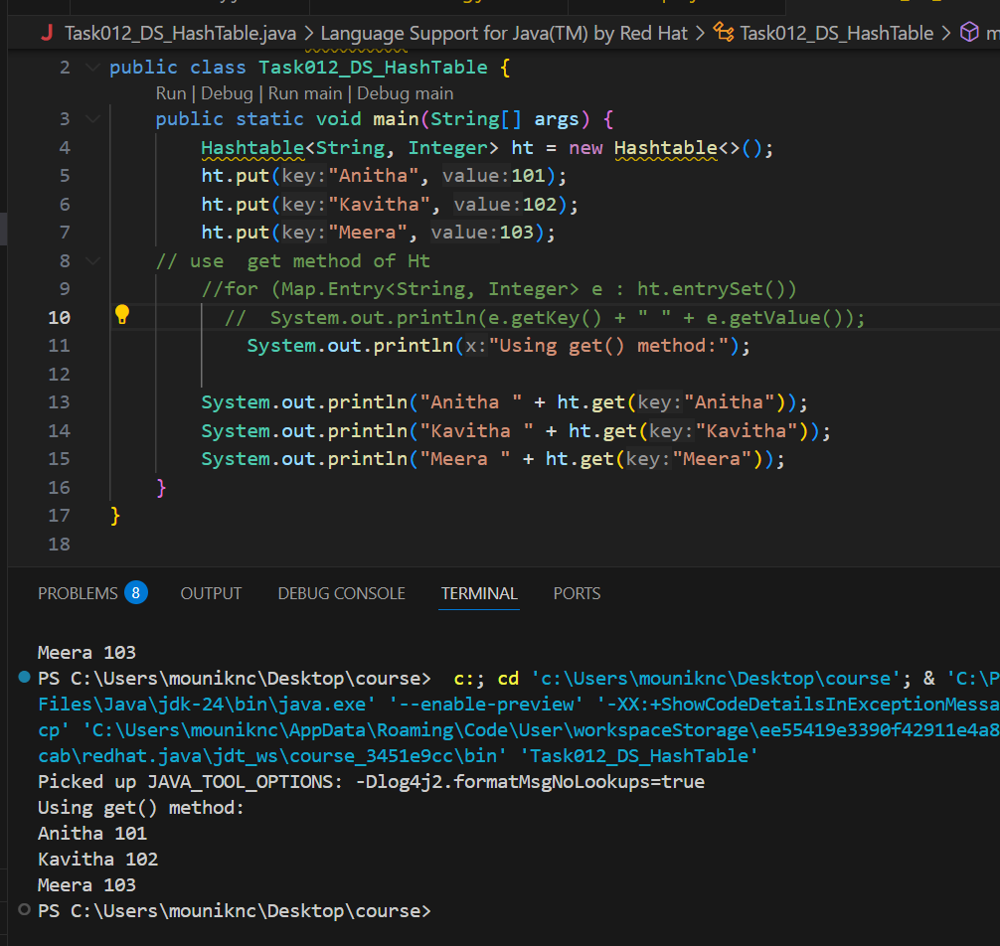 Task012_DS_HashTable.java > Language Support for Java(TM) by Red Hat > Task012_DS_HashTable > m
2 public class Task012_DS_HashTable {
Run | Debug | Run main | Debug main
3 public static void main(String[] args) {
4 Hashtable<String, Integer> ht = new Hashtable<>();
5 ht.put(key:"Anitha", value:101);
6 ht.put(key:"Kavitha", value:102);
7 ht.put(key:"Meera", value:103);
8 // use  get method of Ht
9 //for (Map.Entry<String, Integer> e : ht.entrySet())
10 //  System.out.println(e.getKey() + " " + e.getValue());
11 System.out.println(x:"Using get() method:");
12
13 System.out.println("Anitha " + ht.get(key:"Anitha"));
14 System.out.println("Kavitha " + ht.get(key:"Kavitha"));
15 System.out.println("Meera " + ht.get(key:"Meera"));
16 }
17 }
18
PROBLEMS 8 OUTPUT DEBUG CONSOLE TERMINAL PORTS
Meera 103
PS C:\Users\mouniknc\Desktop\course>  c:; cd 'c:\Users\mouniknc\Desktop\course'; & 'C:\P
Files\Java\jdk-24\bin\java.exe' '--enable-preview' '-XX:+ShowCodeDetailsInExceptionMessa
cp' 'C:\Users\mouniknc\AppData\Roaming\Code\User\workspaceStorage\ee55419e3390f42911e4a8
cab\redhat.java\jdt_ws\course_3451e9cc\bin' 'Task012_DS_HashTable'
Picked up JAVA_TOOL_OPTIONS: -Dlog4j2.formatMsgNoLookups=true
Using get() method:
Anitha 101
Kavitha 102
Meera 103
PS C:\Users\mouniknc\Desktop\course>